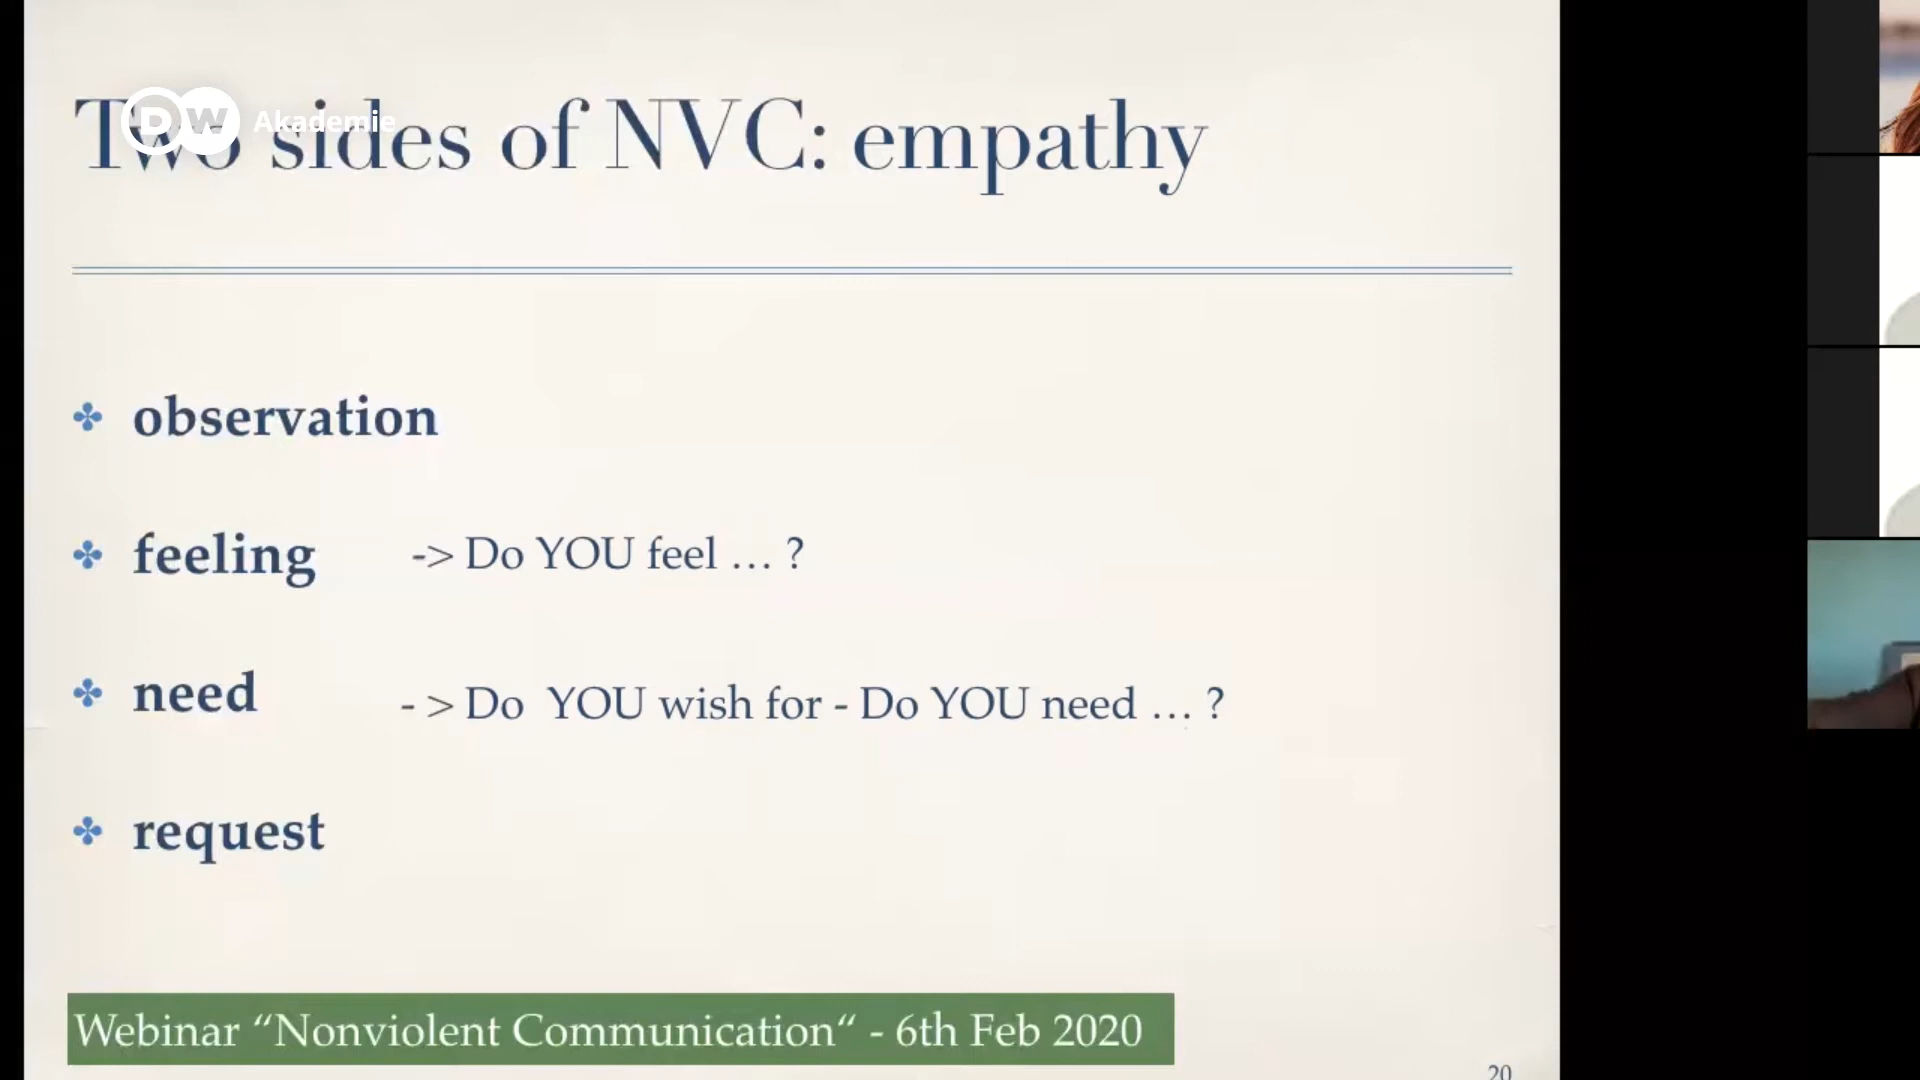 DW Akademie
Two sides of NVC: empathy
observation
feeling -> Do YOU feel … ?
need - > Do YOU wish for - Do YOU need … ?
request
Webinar “Nonviolent Communication“ - 6th Feb 2020
20